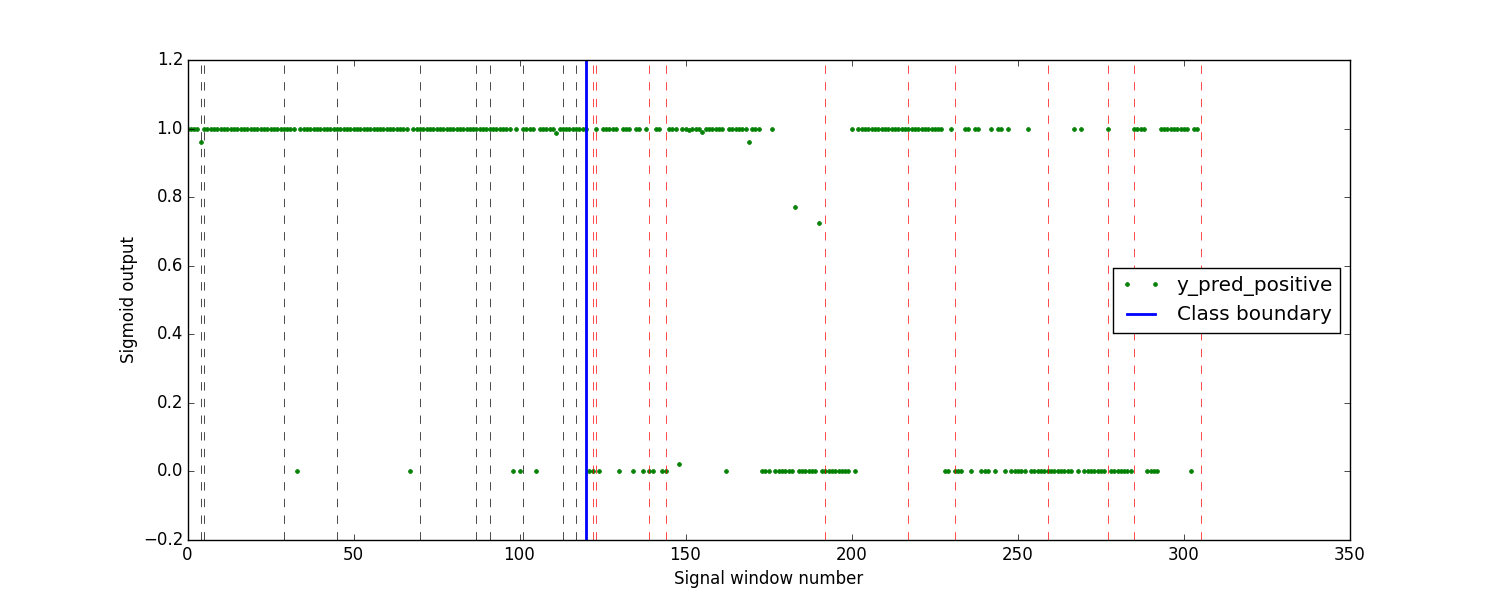 1.2
1.0
0.8
0.6
0.4
0.2
0.0
−0.2
Sigmoid output
y_pred_positive
Class boundary
0 50 100 150 200 250 300 350
Signal window number